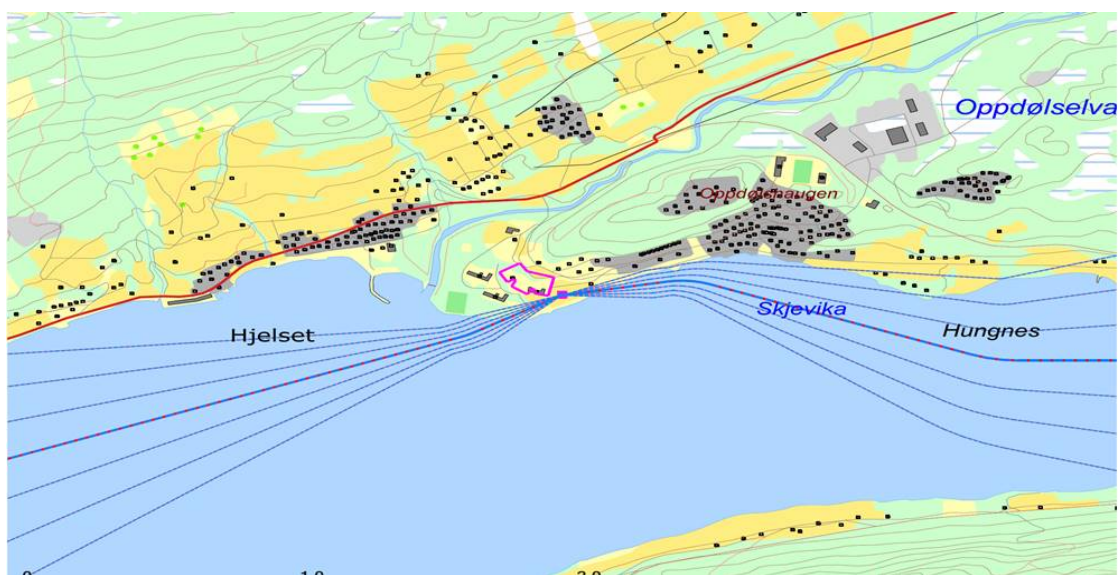 Oppdølselva
Oppdølshaugen
Skjevika
Hjelset
Hungnes